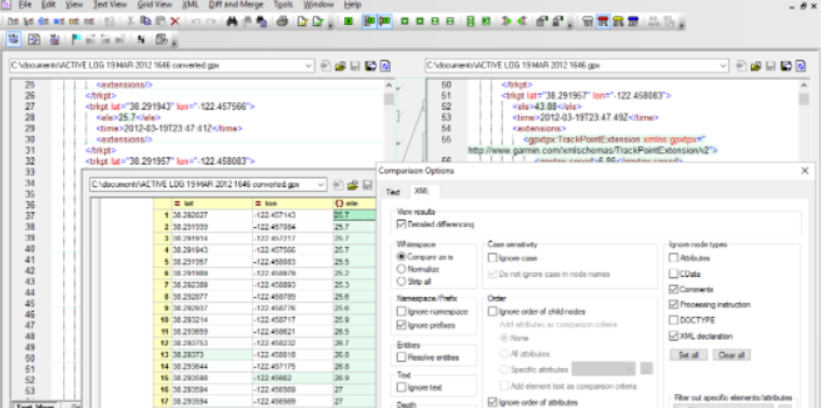 File Edit View Text View Grid View XML Diff and Merge Tools Window Help
C:\documents\ACTIVE LOG 19 MAR 2012 1646 converted.gpx
25 <extensions/>
26 </trkpt>
27 <trkpt lat="38.291943" lon="-122.457566">
28 <ele>25.7</ele>
29 <time>2012-03-19T23:47:41Z</time>
30 <extensions/>
31 </trkpt>
32 <trkpt lat="38.291957" lon="-122.458083">
33
34
35
36
37
38
39
40
41
42
43
44
45
46
47
48
49
50
51
52
53
Text View
C:\documents\ACTIVE LOG 19 MAR 2012 1646.gpx
50 </trkpt>
51 <trkpt lat="38.291957" lon="-122.458083">
52 <ele>43.88</ele>
53 <time>2012-03-19T23:47:49Z</time>
54 <extensions>
55 <gpxtpx:TrackPointExtension xmlns:gpxtpx="
http://www.garmin.com/xmlschemas/TrackPointExtension/v2">
C:\documents\ACTIVE LOG 19 MAR 2012 1646 converted.gpx
lat lon ele
1 38.292027 -122.457143 25.7
2 38.291939 -122.457084 25.7
3 38.291914 -122.457217 25.7
4 38.291943 -122.457566 25.7
5 38.291957 -122.458083 25.5
6 38.291989 -122.458979 25.2
7 38.292389 -122.458893 25.3
8 38.292877 -122.458789 25.6
9 38.292937 -122.458776 25.6
10 38.293214 -122.458717 25.9
11 38.293659 -122.458621 26.5
12 38.293753 -122.458232 26.7
13 38.29373 -122.458018 26.8
14 38.293644 -122.457175 26.8
15 38.293598 -122.45662 26.9
16 38.293594 -122.456569 27
17 38.293594 -122.456569 27
Comparison Options
Text XML
View results
Detailed differencing
Whitespace
Compare as is
Normalize
Strip all
Namespace/Prefix
Ignore namespace
Ignore prefixes
Entities
Resolve entities
Text
Ignore text
Depth
Case sensitivity
Ignore case
Do not ignore case in node names
Order
Ignore order of child nodes
Add attributes as comparison criteria
None
All attributes
Specific attributes
Add element text as comparison criteria
Ignore order of attributes
Ignore node types
Attributes
CData
Comments
Processing instruction
DOCTYPE
XML declaration
Set all Clear all
Filter out specific elements/attributes